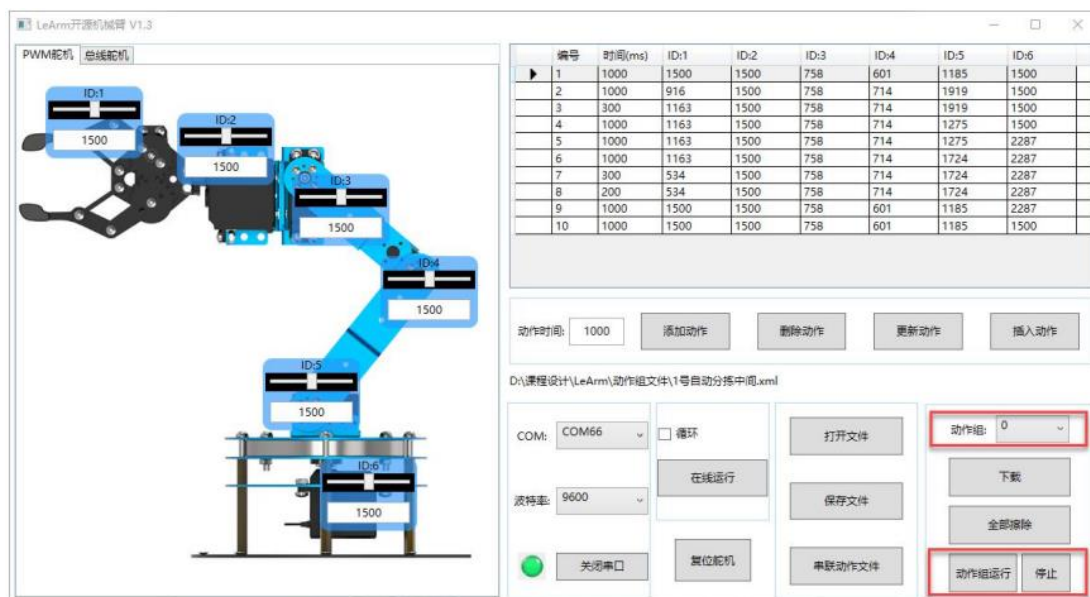 LeArm开源机械臂 V1.3
PWM舵机 总线舵机
ID:1
1500
ID:2
1500
ID:3
1500
ID:4
1500
ID:5
1500
ID:6
1500
编号 时间(ms) ID:1 ID:2 ID:3 ID:4 ID:5 ID:6
1 1000 1500 1500 758 601 1185 1500
2 1000 916 1500 758 714 1919 1500
3 300 1163 1500 758 714 1919 1500
4 1000 1163 1500 758 714 1275 1500
5 1000 1163 1500 758 714 1275 2287
6 1000 1163 1500 758 714 1724 2287
7 300 534 1500 758 714 1724 2287
8 200 534 1500 758 714 1724 2287
9 1000 1500 1500 758 601 1185 2287
10 1000 1500 1500 758 601 1185 1500
动作时间: 1000 添加动作 删除动作 更新动作 插入动作
D:\课程设计\LeArm\动作组文件\1号自动分拣中间.xml
COM: COM66
波特率: 9600
关闭串口
循环
在线运行
复位舵机
打开文件
保存文件
串联动作文件
动作组: 0
下载
全部擦除
动作组运行 停止